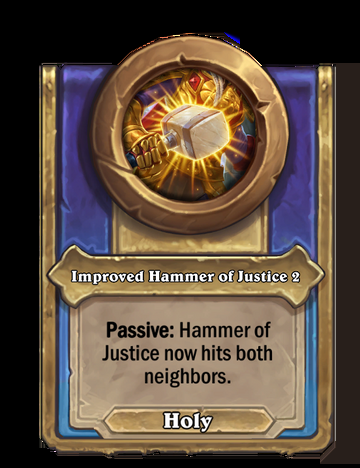 Improved Hammer of Justice 2
Passive: Hammer of
Justice now hits both
neighbors.
Holy